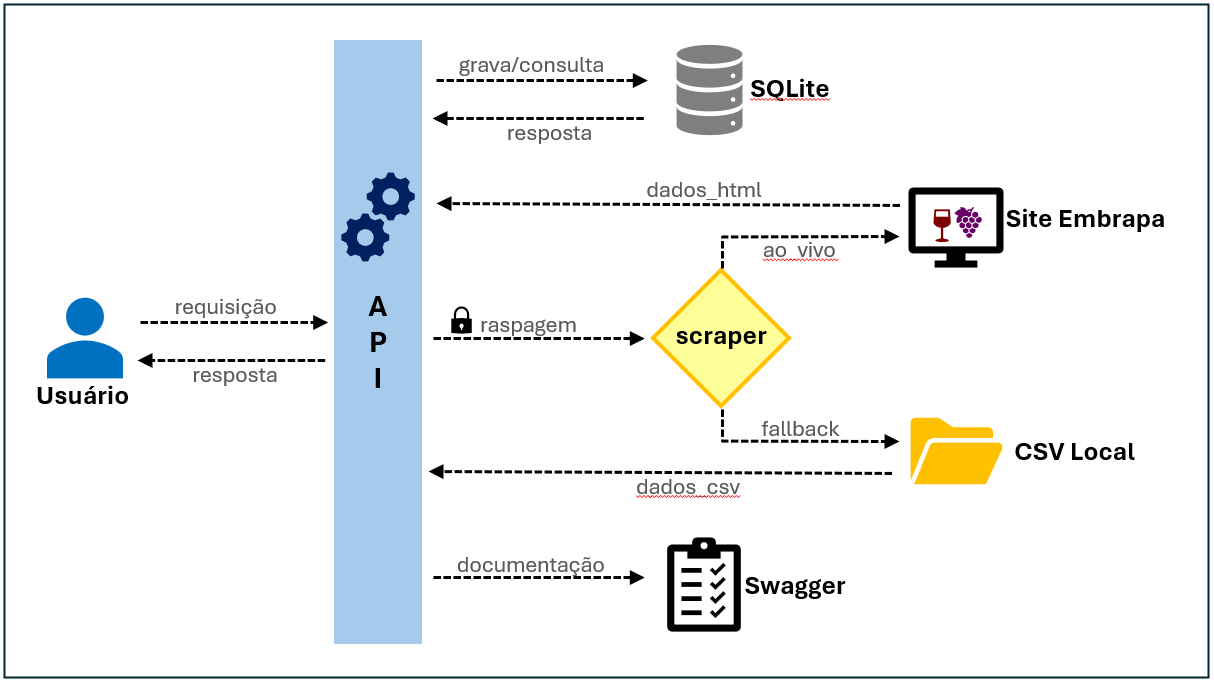 grava/consulta
SQLite
resposta
dados_html
Site Embrapa
ao_vivo
requisição
resposta
Usuário
A
P
I
raspagem
scraper
fallback
CSV Local
dados_csv
documentação
Swagger